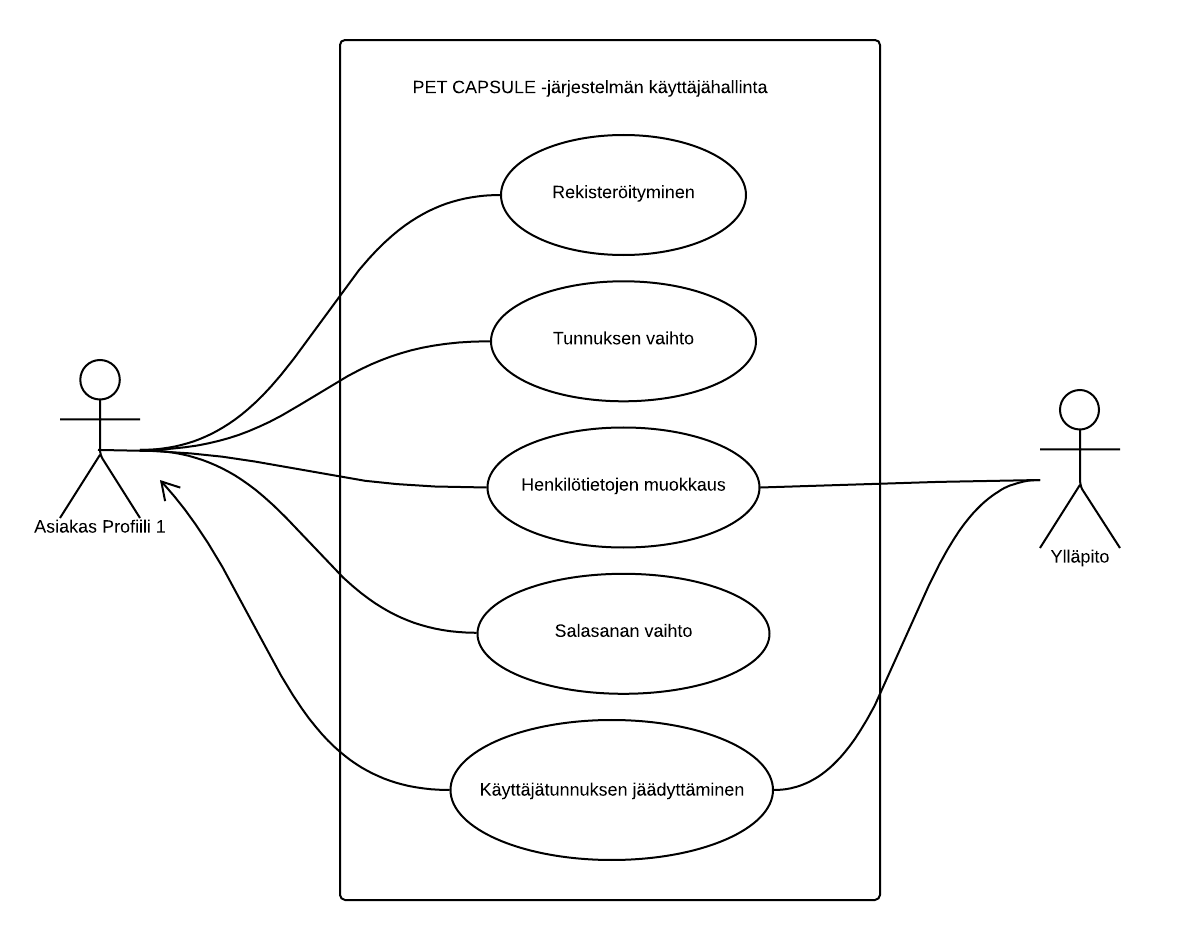 PET CAPSULE -järjestelmän käyttäjähallinta
Rekisteröityminen
Tunnuksen vaihto
Henkilötietojen muokkaus
Asiakas Profiili 1
Ylläpito
Salasanan vaihto
Käyttäjätunnuksen jäädyttäminen